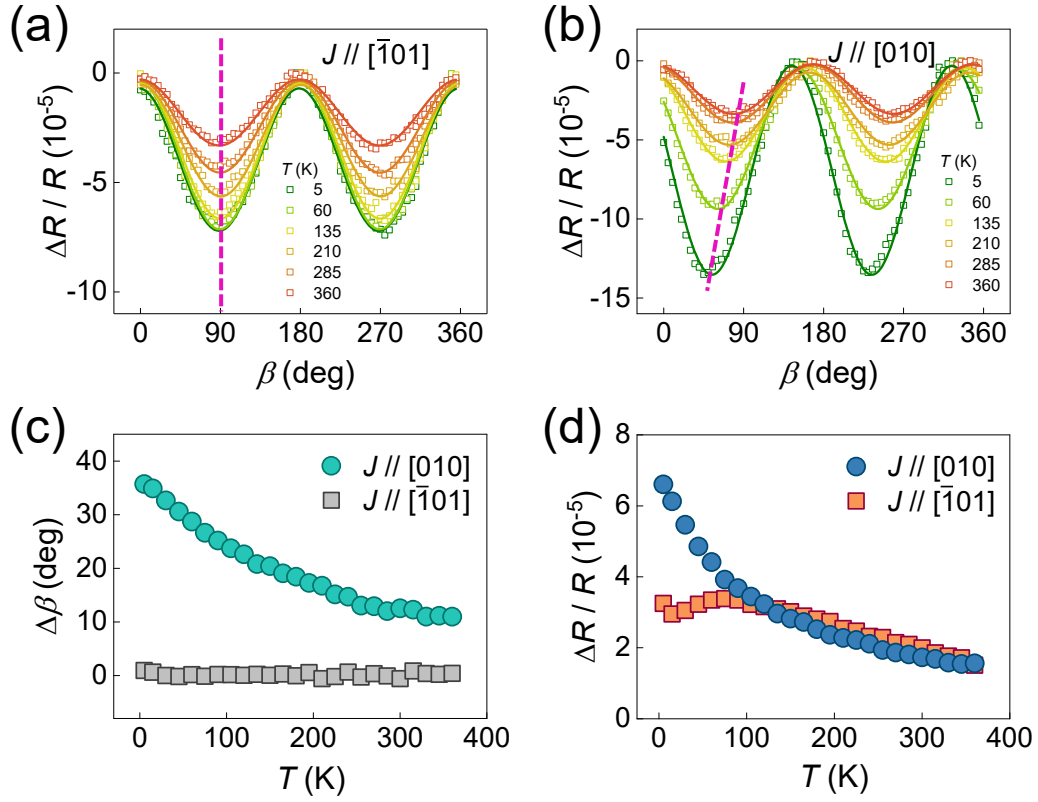 (a)
J // [1̄01]
ΔR / R (10⁻⁵)
0
-5
-10
T (K)
5
60
135
210
285
360
0 90 180 270 360
β (deg)
(b)
J // [010]
ΔR / R (10⁻⁵)
0
-5
-10
-15
T (K)
5
60
135
210
285
360
0 90 180 270 360
β (deg)
(c)
J // [010]
J // [1̄01]
Δβ (deg)
40
30
20
10
0
0 100 200 300 400
T (K)
(d)
J // [010]
J // [1̄01]
ΔR / R (10⁻⁵)
8
6
4
2
0
0 100 200 300 400
T (K)